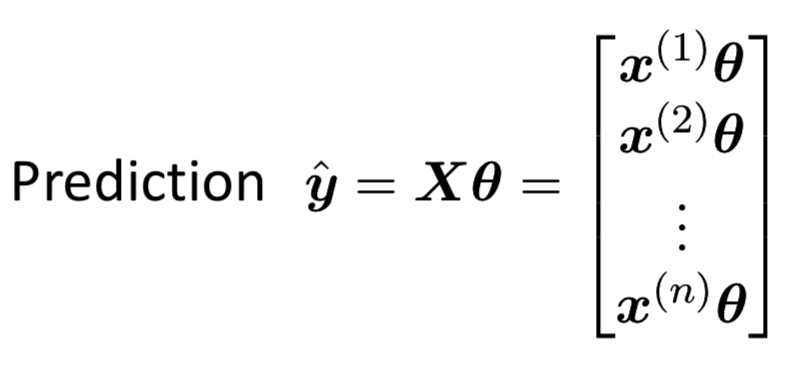 Prediction ŷ = Xθ = [x⁽¹⁾θ
x⁽²⁾θ
⋮
x⁽ⁿ⁾θ]